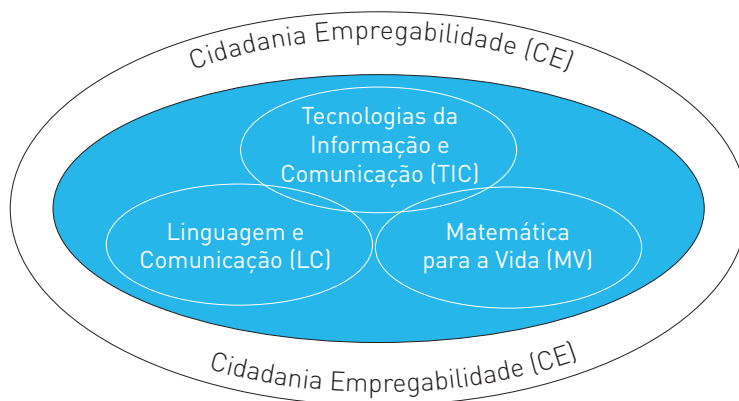 Cidadania Empregabilidade (CE)
Tecnologias da
Informação e
Comunicação (TIC)
Linguagem e
Comunicação (LC)
Matemática
para a Vida (MV)
Cidadania Empregabilidade (CE)